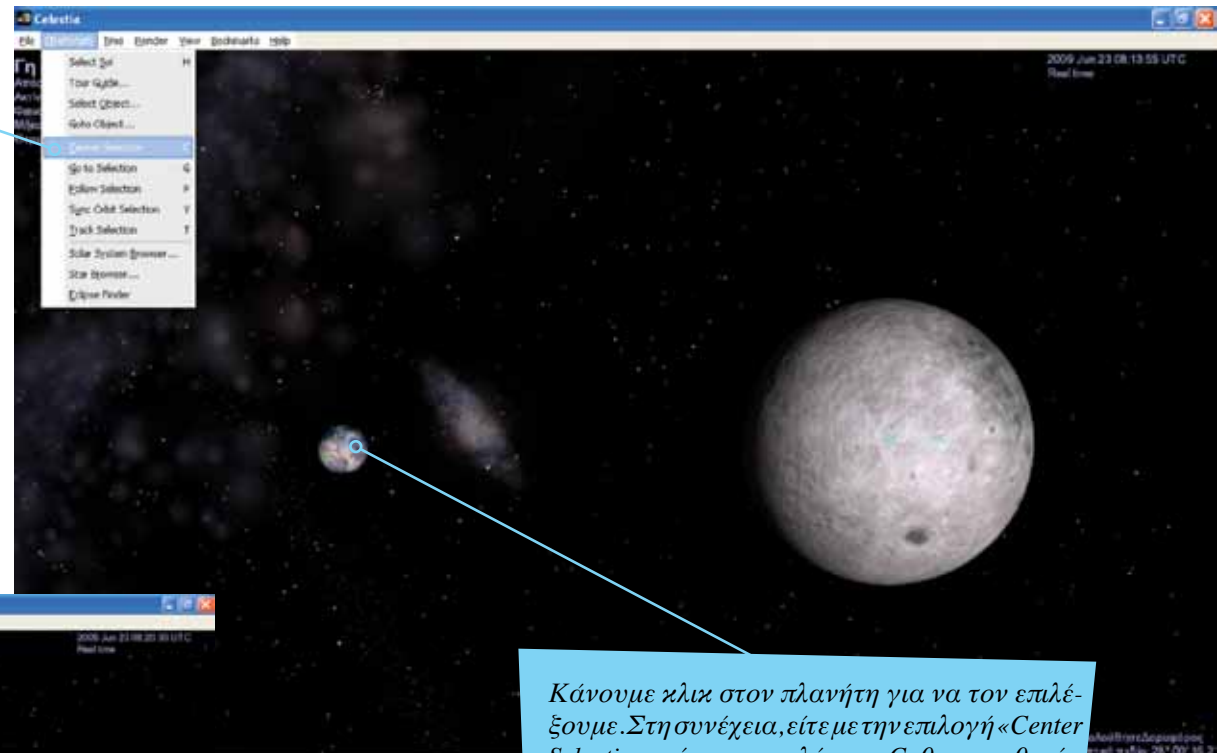 Celestia
File Navigation Time Render View Bookmarks Help
Γη
2009 Jun 23 08:13:55 UTC
Real time
Select Sol H
Tour Guide...
Select Object...
Goto Object...
Center Selection C
Go to Selection G
Follow Selection F
Sync Orbit Selection Y
Track Selection T
Solar System Browser...
Star Browser...
Eclipse Finder
Real time
Κάνουμε κλικ στον πλανήτη για να τον επιλέ-
ξουμε. Στη συνέχεια, είτε με την επιλογή «Center